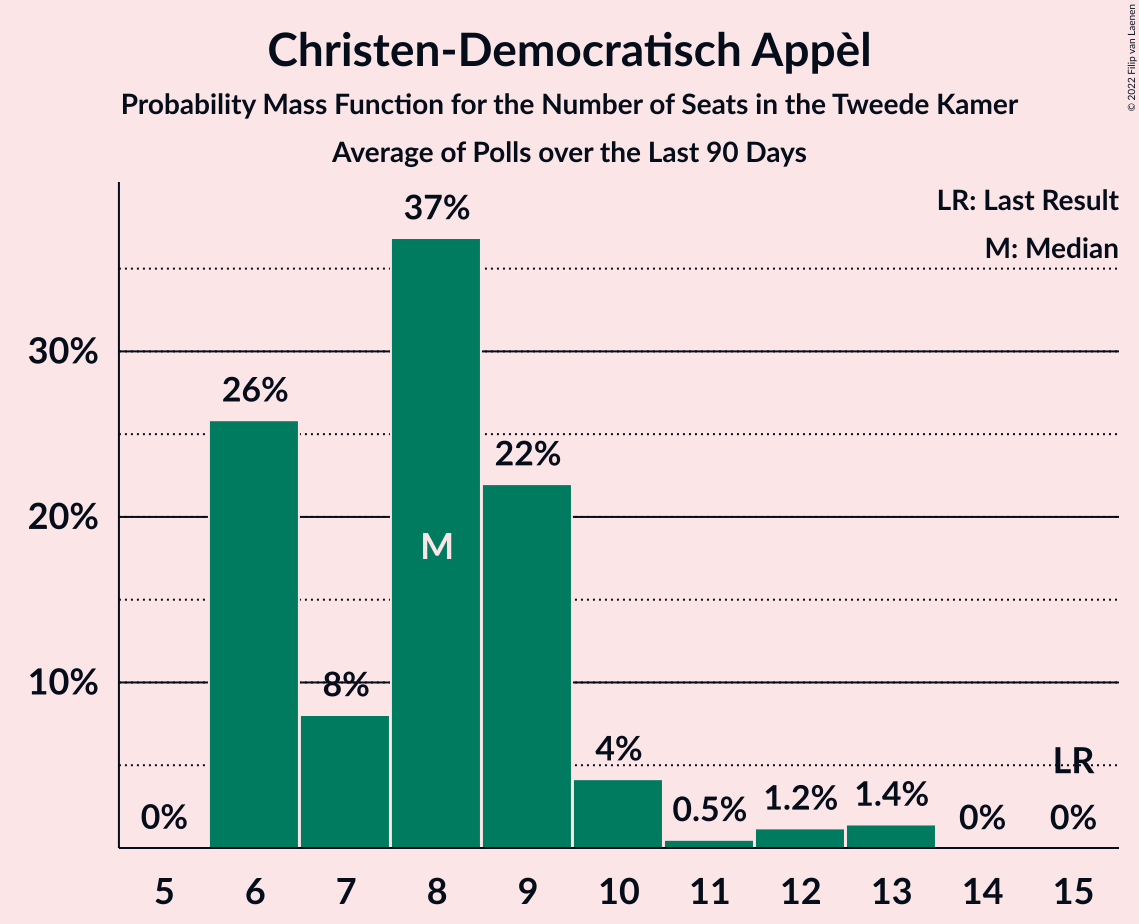 Christen-Democratisch Appèl
Probability Mass Function for the Number of Seats in the Tweede Kamer
Average of Polls over the Last 90 Days
© 2022 Filip van Laenen
LR: Last Result
M: Median
37%
30%
26%
22%
20%
M
10%
8%
4%
LR
0%
0.5%
1.2%
1.4%
0%
0%
5 6 7 8 9 10 11 12 13 14 15